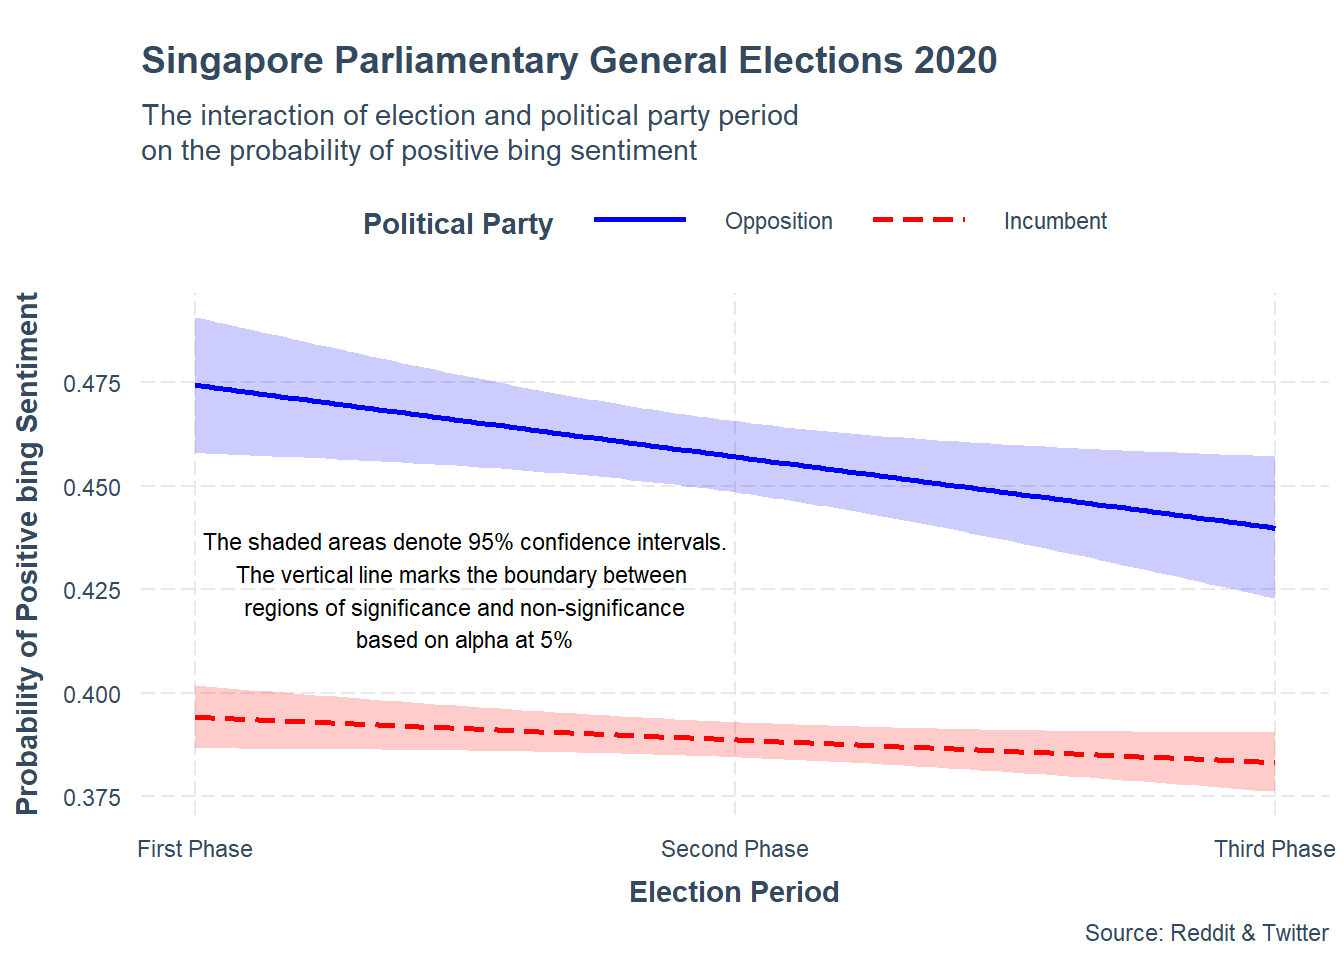 Singapore Parliamentary General Elections 2020
The interaction of election and political party period
on the probability of positive bing sentiment
Political Party
Opposition
Incumbent
Probability of Positive bing Sentiment
0.475
0.450
0.425
0.400
0.375
The shaded areas denote 95% confidence intervals.
The vertical line marks the boundary between
regions of significance and non-significance
based on alpha at 5%
First Phase
Second Phase
Third Phase
Election Period
Source: Reddit & Twitter